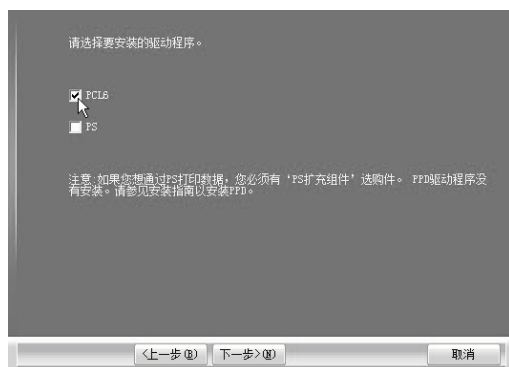 请选择要安装的驱动程序。
PCL6
PS
注意:如果您想通过PS打印数据，您必须有‘PS扩充组件’选购件。 PPD驱动程序没
有安装。请参见安装指南以安装PPD。
<上一步(B) 下一步>(N) 取消